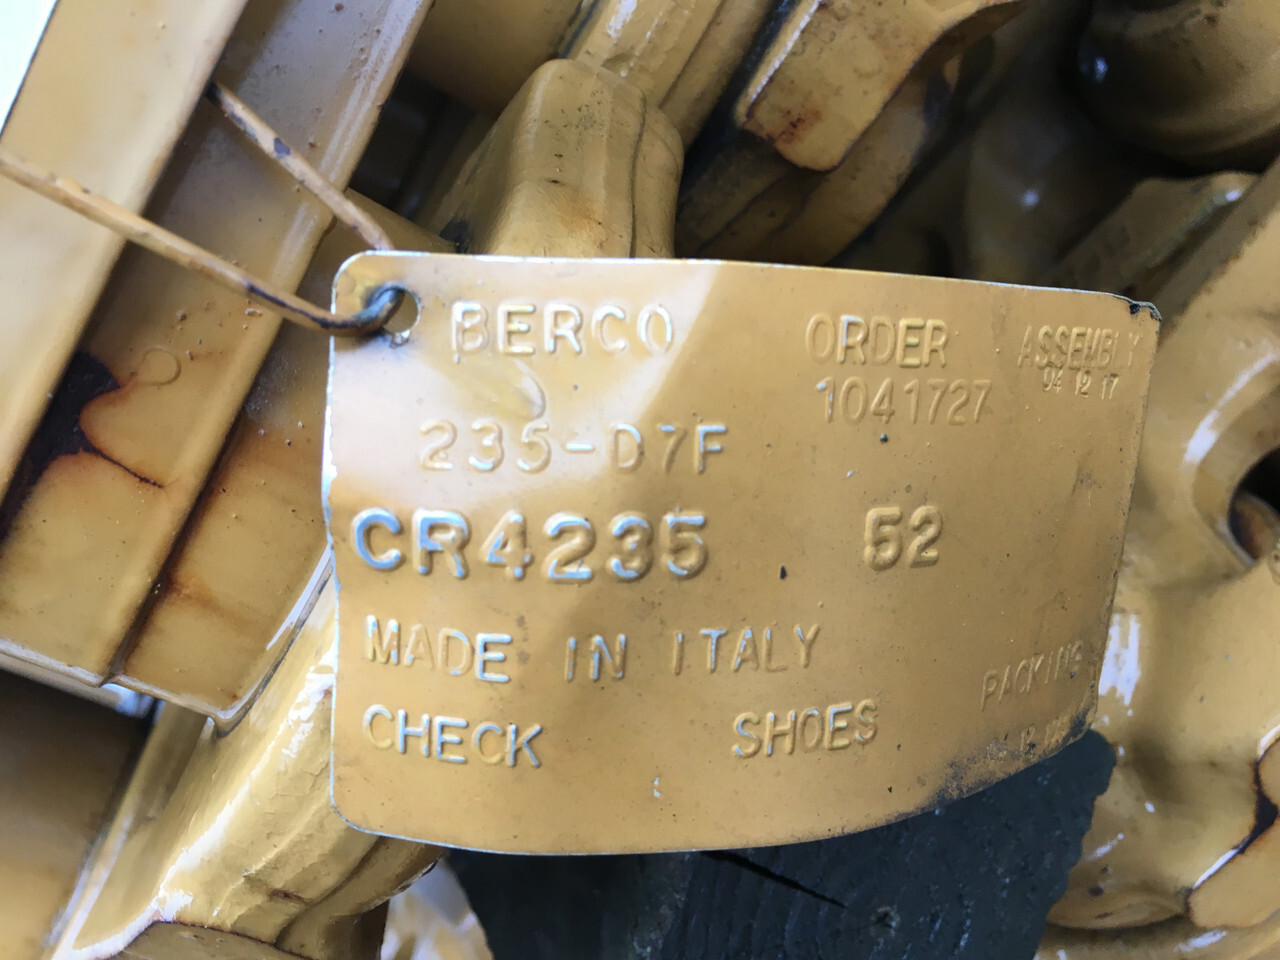 BERCO ORDER ASSEMBLY
1041727 04 12 17
235-D7F
CR4235 52
MADE IN ITALY
PACKING
CHECK SHOES